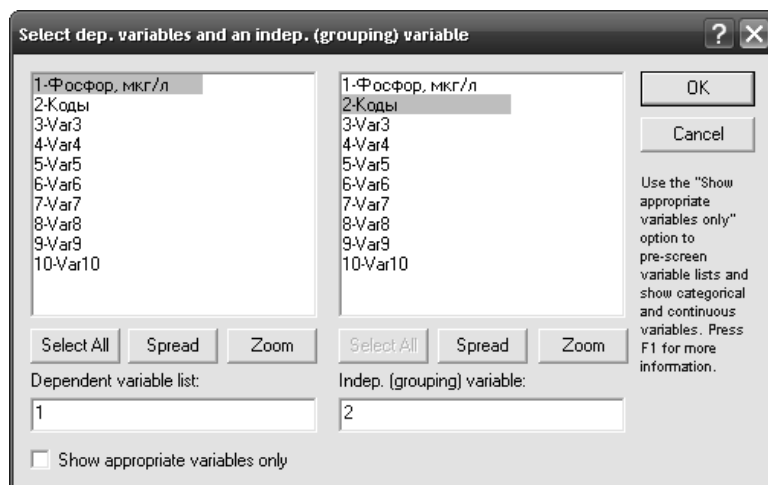 Select dep. variables and an indep. (grouping) variable
1-Фосфор, мкг/л
2-Коды
3-Var3
4-Var4
5-Var5
6-Var6
7-Var7
8-Var8
9-Var9
10-Var10
Select All Spread Zoom
Dependent variable list:
1
1-Фосфор, мкг/л
2-Коды
3-Var3
4-Var4
5-Var5
6-Var6
7-Var7
8-Var8
9-Var9
10-Var10
Select All Spread Zoom
Indep. (grouping) variable:
2
OK
Cancel
Use the "Show
appropriate
variables only"
option to
pre-screen
variable lists and
show categorical
and continuous
variables. Press
F1 for more
information.
Show appropriate variables only